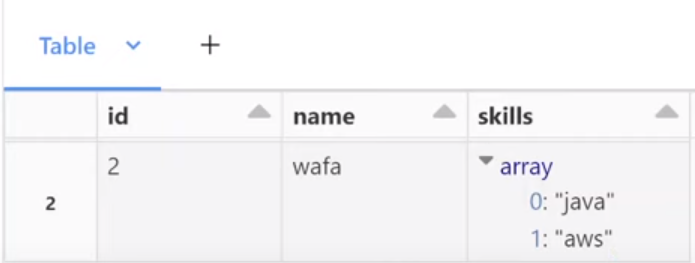 Table +
id name skills
2 2 wafa array
0: "java"
1: "aws"